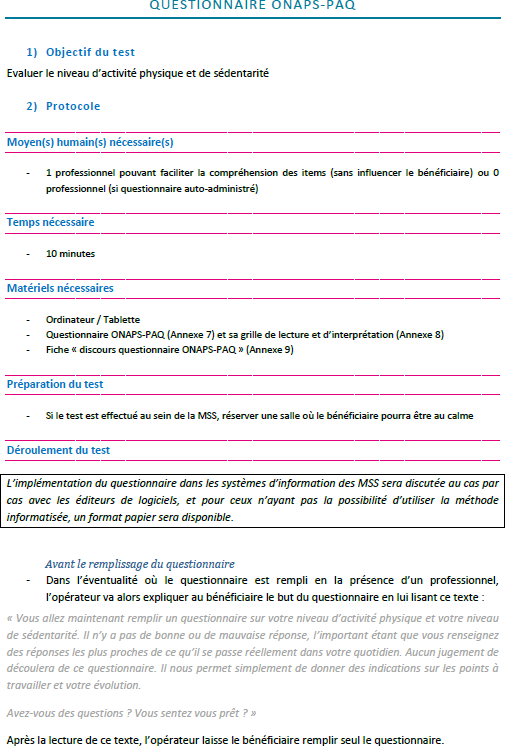 QUESTIONNAIRE ONAPS-PAQ
1) Objectif du test
Evaluer le niveau d’activité physique et de sédentarité
2) Protocole
Moyen(s) humain(s) nécessaire(s)
- 1 professionnel pouvant faciliter la compréhension des items (sans influencer le bénéficiaire) ou 0
professionnel (si questionnaire auto-administré)
Temps nécessaire
- 10 minutes
Matériels nécessaires
- Ordinateur / Tablette
- Questionnaire ONAPS-PAQ (Annexe 7) et sa grille de lecture et d’interprétation (Annexe 8)
- Fiche « discours questionnaire ONAPS-PAQ » (Annexe 9)
Préparation du test
- Si le test est effectué au sein de la MSS, réserver une salle où le bénéficiaire pourra être au calme
Déroulement du test
L’implémentation du questionnaire dans les systèmes d’information des MSS sera discutée au cas par
cas avec les éditeurs de logiciels, et pour ceux n’ayant pas la possibilité d’utiliser la méthode
informatisée, un format papier sera disponible.
Avant le remplissage du questionnaire
- Dans l’éventualité où le questionnaire est rempli en la présence d’un professionnel,
l’opérateur va alors expliquer au bénéficiaire le but du questionnaire en lui lisant ce texte :
« Vous allez maintenant remplir un questionnaire sur votre niveau d’activité physique et votre niveau
de sédentarité. Il n’y a pas de bonne ou de mauvaise réponse, l’important étant que vous renseignez
des réponses les plus proches de ce qu’il se passe réellement dans votre quotidien. Aucun jugement de
découlera de ce questionnaire. Il nous permet simplement de donner des indications sur les points à
travailler et votre évolution.
Avez-vous des questions ? Vous sentez vous prêt ? »
Après la lecture de ce texte, l’opérateur laisse le bénéficiaire remplir seul le questionnaire.